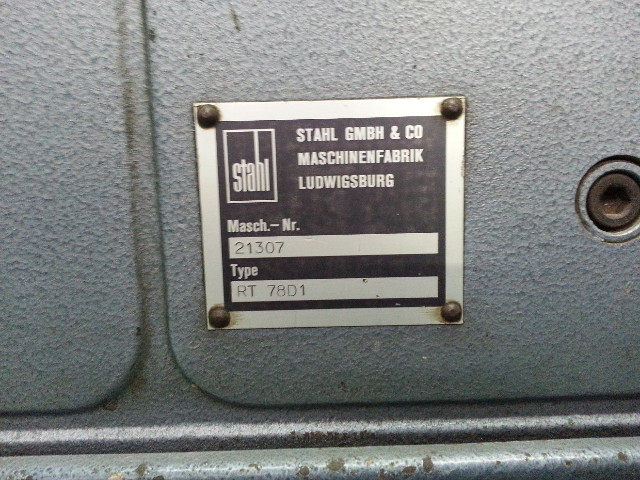 stahl
STAHL GMBH & CO
MASCHINENFABRIK
LUDWIGSBURG
Masch.-Nr.
21307
Type
RT 78D1